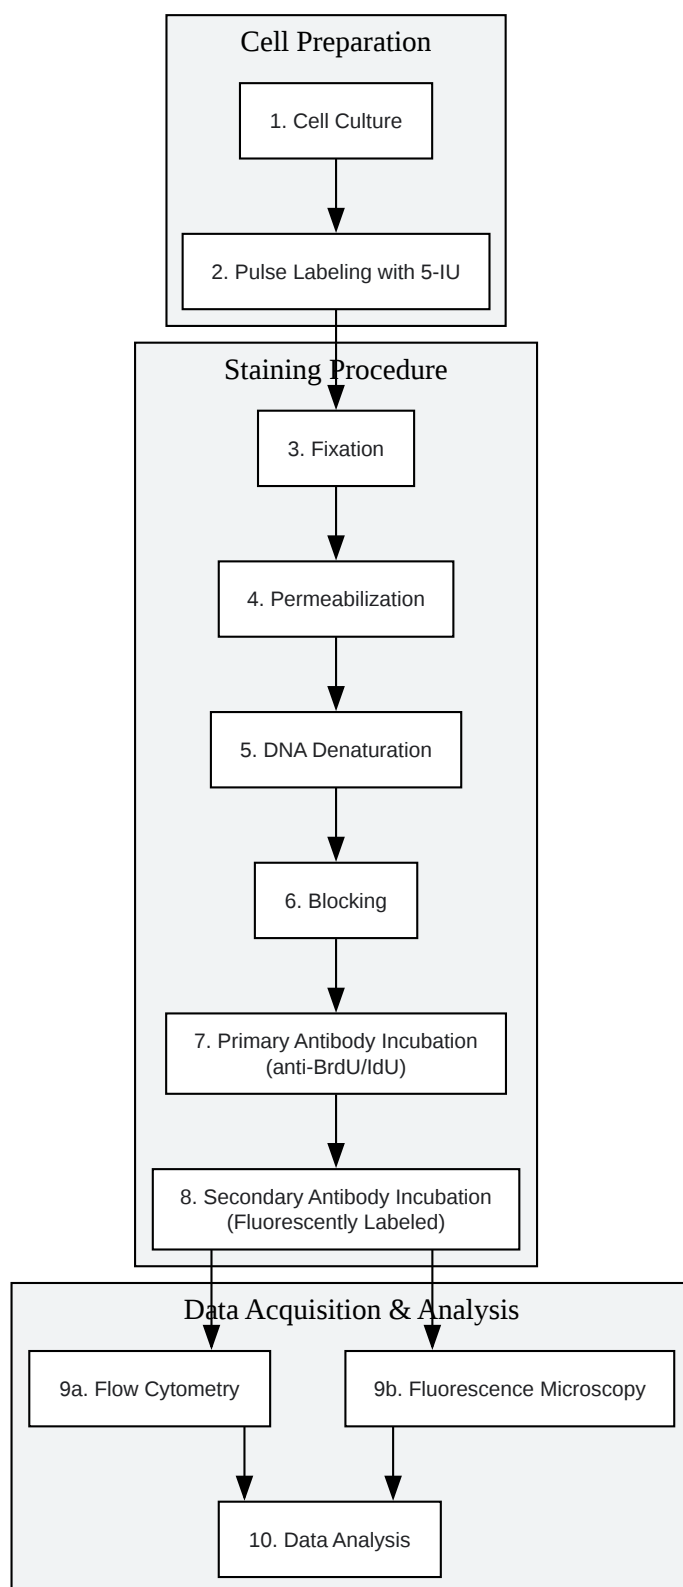 Cell Preparation
1. Cell Culture
2. Pulse Labeling with 5-IU
Staining Procedure
3. Fixation
4. Permeabilization
5. DNA Denaturation
6. Blocking
7. Primary Antibody Incubation
(anti-BrdU/IdU)
8. Secondary Antibody Incubation
(Fluorescently Labeled)
Data Acquisition & Analysis
9a. Flow Cytometry
9b. Fluorescence Microscopy
10. Data Analysis